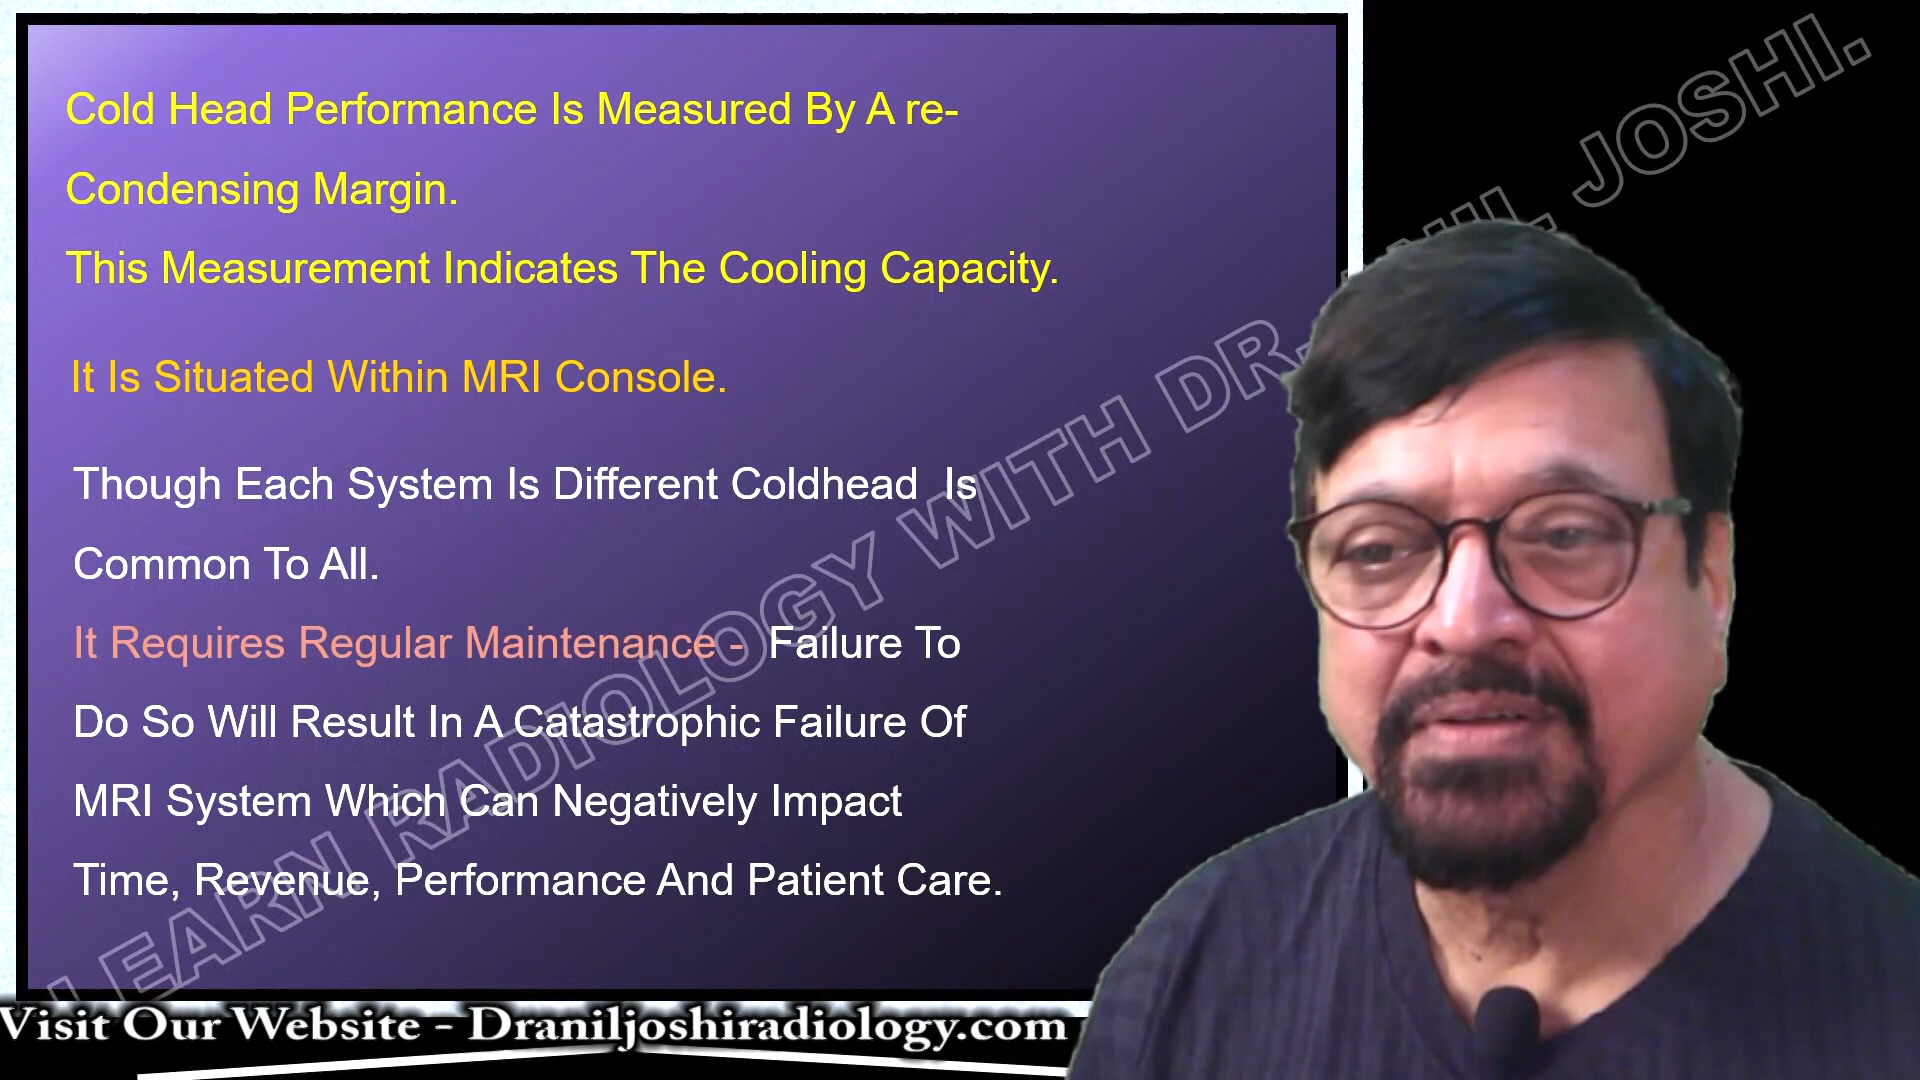 Cold Head Performance Is Measured By A re-
Condensing Margin.
This Measurement Indicates The Cooling Capacity.
It Is Situated Within MRI Console.
Though Each System Is Different Coldhead  Is
Common To All.
It Requires Regular Maintenance -  Failure To
Do So Will Result In A Catastrophic Failure Of
MRI System Which Can Negatively Impact
Time, Revenue, Performance And Patient Care.
LEARN RADIOLOGY WITH DR. JOSHI.
Visit Our Website - Draniljoshiradiology.com